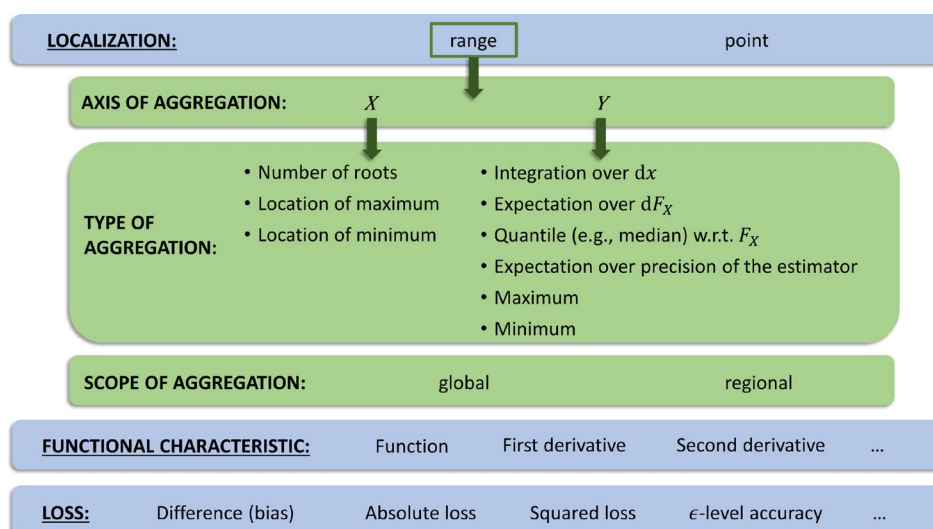 LOCALIZATION: range point
AXIS OF AGGREGATION: X Y
TYPE OF AGGREGATION:
• Number of roots
• Location of maximum
• Location of minimum
• Integration over dx
• Expectation over dF_X
• Quantile (e.g., median) w.r.t. F_X
• Expectation over precision of the estimator
• Maximum
• Minimum
SCOPE OF AGGREGATION: global regional
FUNCTIONAL CHARACTERISTIC: Function First derivative Second derivative ...
LOSS: Difference (bias) Absolute loss Squared loss ϵ-level accuracy ...